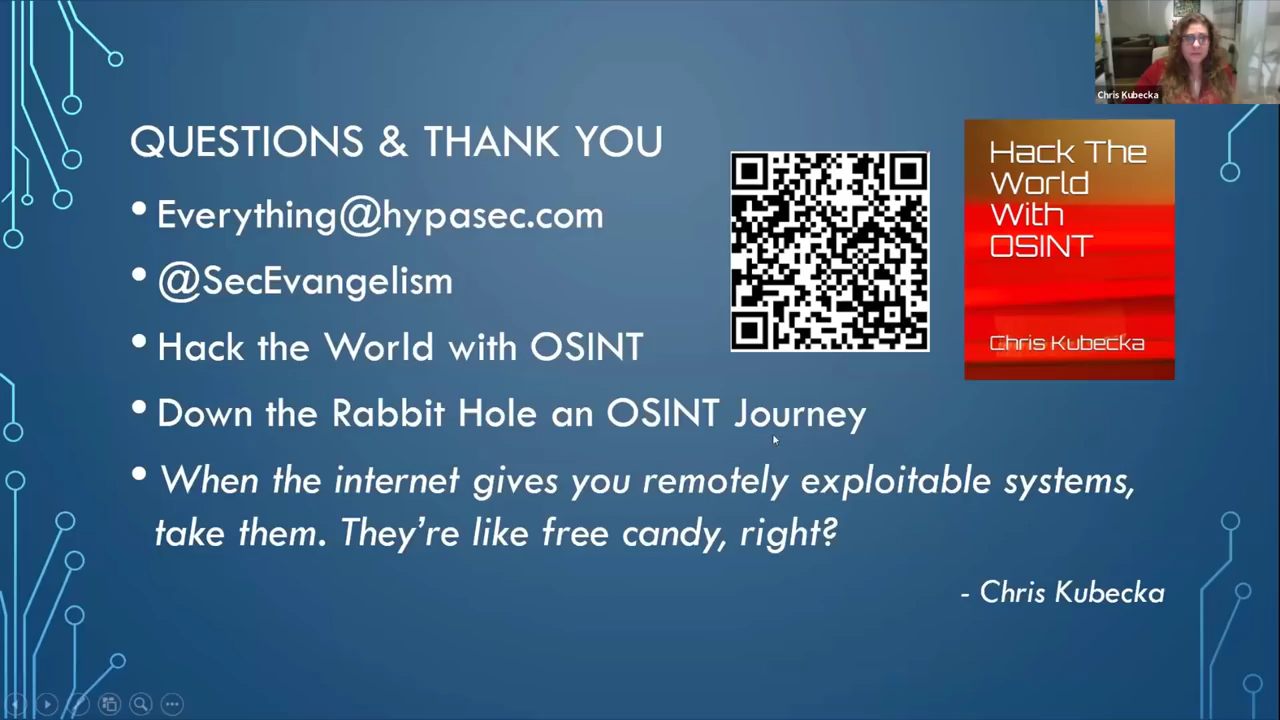 Chris Kubecka
QUESTIONS & THANK YOU
• Everything@hypasec.com
• @SecEvangelism
• Hack the World with OSINT
• Down the Rabbit Hole an OSINT Journey
• When the internet gives you remotely exploitable systems,
take them. They’re like free candy, right?
- Chris Kubecka
Hack The
World
With
OSINT
Chris Kubecka